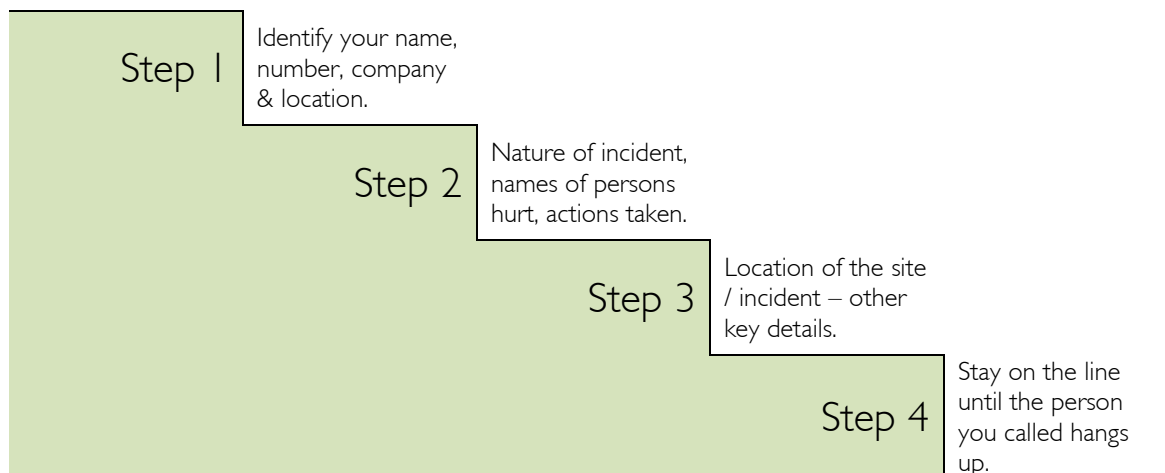 Step 1
Identify your name,
number, company
& location.
Step 2
Nature of incident,
names of persons
hurt, actions taken.
Step 3
Location of the site
/ incident – other
key details.
Step 4
Stay on the line
until the person
you called hangs
up.